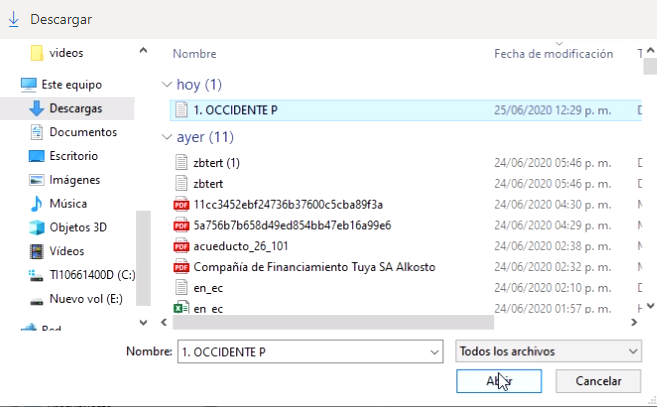 Descargar
videos
Este equipo
Descargas
Documentos
Escritorio
Imágenes
Música
Objetos 3D
Vídeos
TI10661400D (C:)
Nuevo vol (E:)
Red
Nombre Fecha de modificación T
hoy (1)
1. OCCIDENTE P 25/06/2020 12:29 p. m. D
ayer (11)
zbtert (1) 24/06/2020 05:46 p. m. D
zbtert 24/06/2020 05:46 p. m. D
PDF 11cc3452ebf24736b37600c5cba89f3a 24/06/2020 04:30 p. m. M
PDF 5a756b7b658d49ed854bb47eb16a99e6 24/06/2020 04:29 p. m. M
PDF acueducto_26_101 24/06/2020 02:38 p. m. M
PDF Compañía de Financiamiento Tuya SA Alkosto 24/06/2020 02:32 p. m. M
en_ec 24/06/2020 02:10 p. m. D
en_ec 24/06/2020 01:57 p. m. H
Nombre: 1. OCCIDENTE P Todos los archivos
Abrir Cancelar